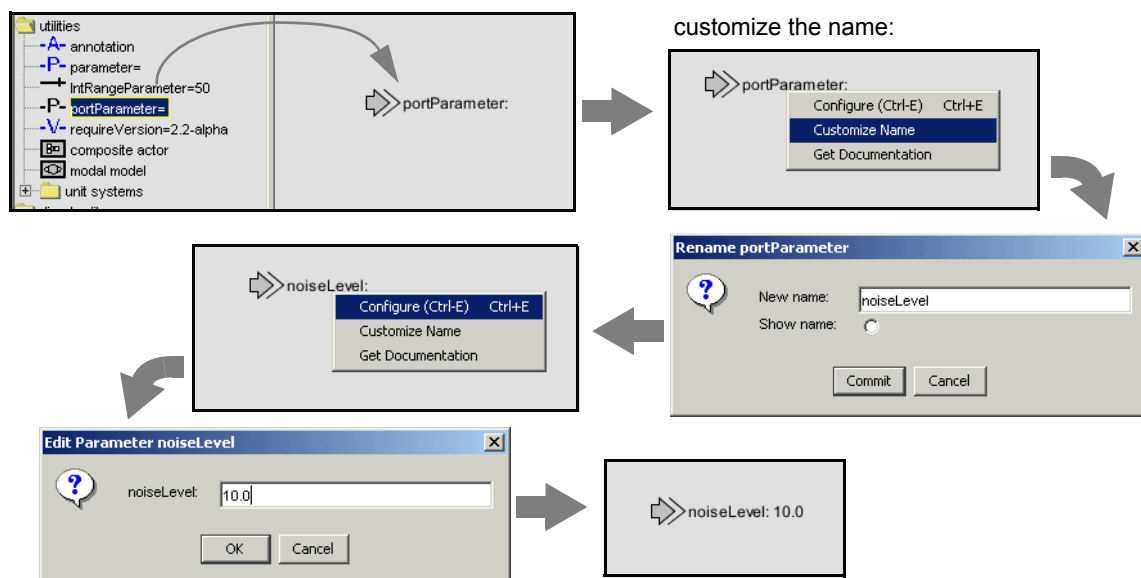 utilities
-A- annotation
-P- parameter=
IntRangeParameter=50
-P- portParameter=
-V- requireVersion=2.2-alpha
composite actor
modal model
unit systems
portParameter:
customize the name:
portParameter:
Configure (Ctrl-E) Ctrl+E
Customize Name
Get Documentation
Rename portParameter
New name: noiseLevel
Show name:
Commit Cancel
noiseLevel:
Configure (Ctrl-E) Ctrl+E
Customize Name
Get Documentation
Edit Parameter noiseLevel
noiseLevel: 10.0
OK Cancel
noiseLevel: 10.0